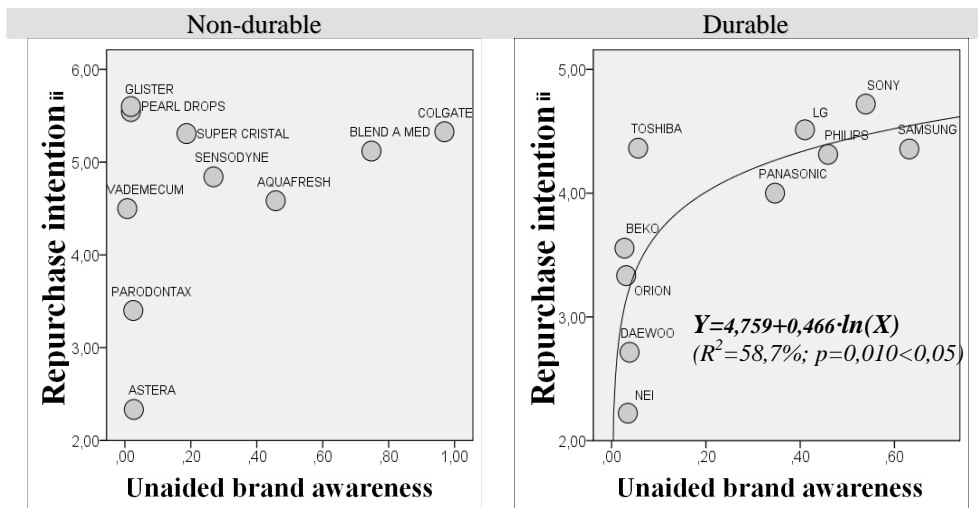 Non-durable
Durable
Repurchase intention ii
6,00
5,00
4,00
3,00
2,00
GLISTER
PEARL DROPS
SUPER CRISTAL
SENSODYNE
VADEMECUM
AQUAFRESH
BLEND A MED
COLGATE
PARODONTAX
ASTERA
,00 ,20 ,40 ,60 ,80 1,00
Unaided brand awareness
Repurchase intention ii
5,00
4,00
3,00
2,00
SONY
LG
TOSHIBA
PHILIPS
SAMSUNG
PANASONIC
BEKO
ORION
DAEWOO
NEI
Y=4,759+0,466·ln(X)
(R²=58,7%; p=0,010<0,05)
,00 ,20 ,40 ,60
Unaided brand awareness